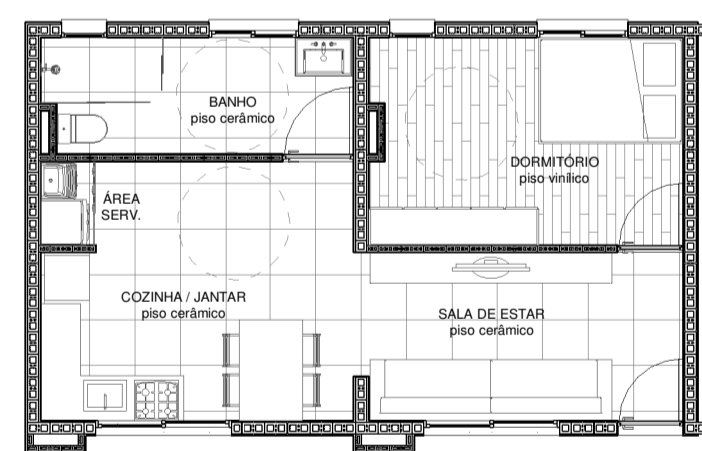 BANHO
piso cerâmico
DORMITÓRIO
piso vinílico
ÁREA
SERV.
COZINHA / JANTAR
piso cerâmico
SALA DE ESTAR
piso cerâmico